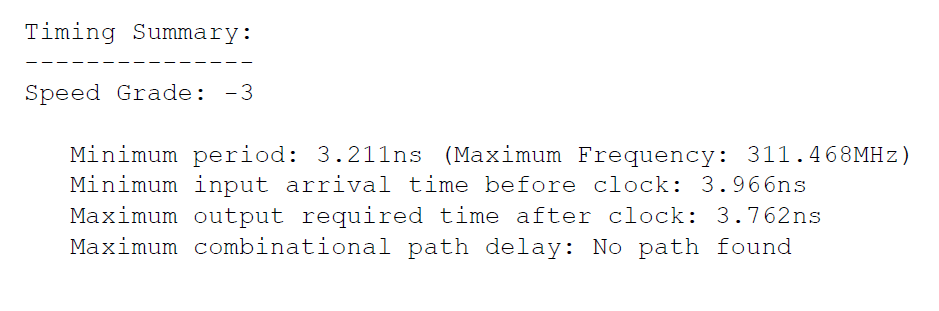 Timing Summary:
---------------
Speed Grade: -3
Minimum period: 3.211ns (Maximum Frequency: 311.468MHz)
Minimum input arrival time before clock: 3.966ns
Maximum output required time after clock: 3.762ns
Maximum combinational path delay: No path found